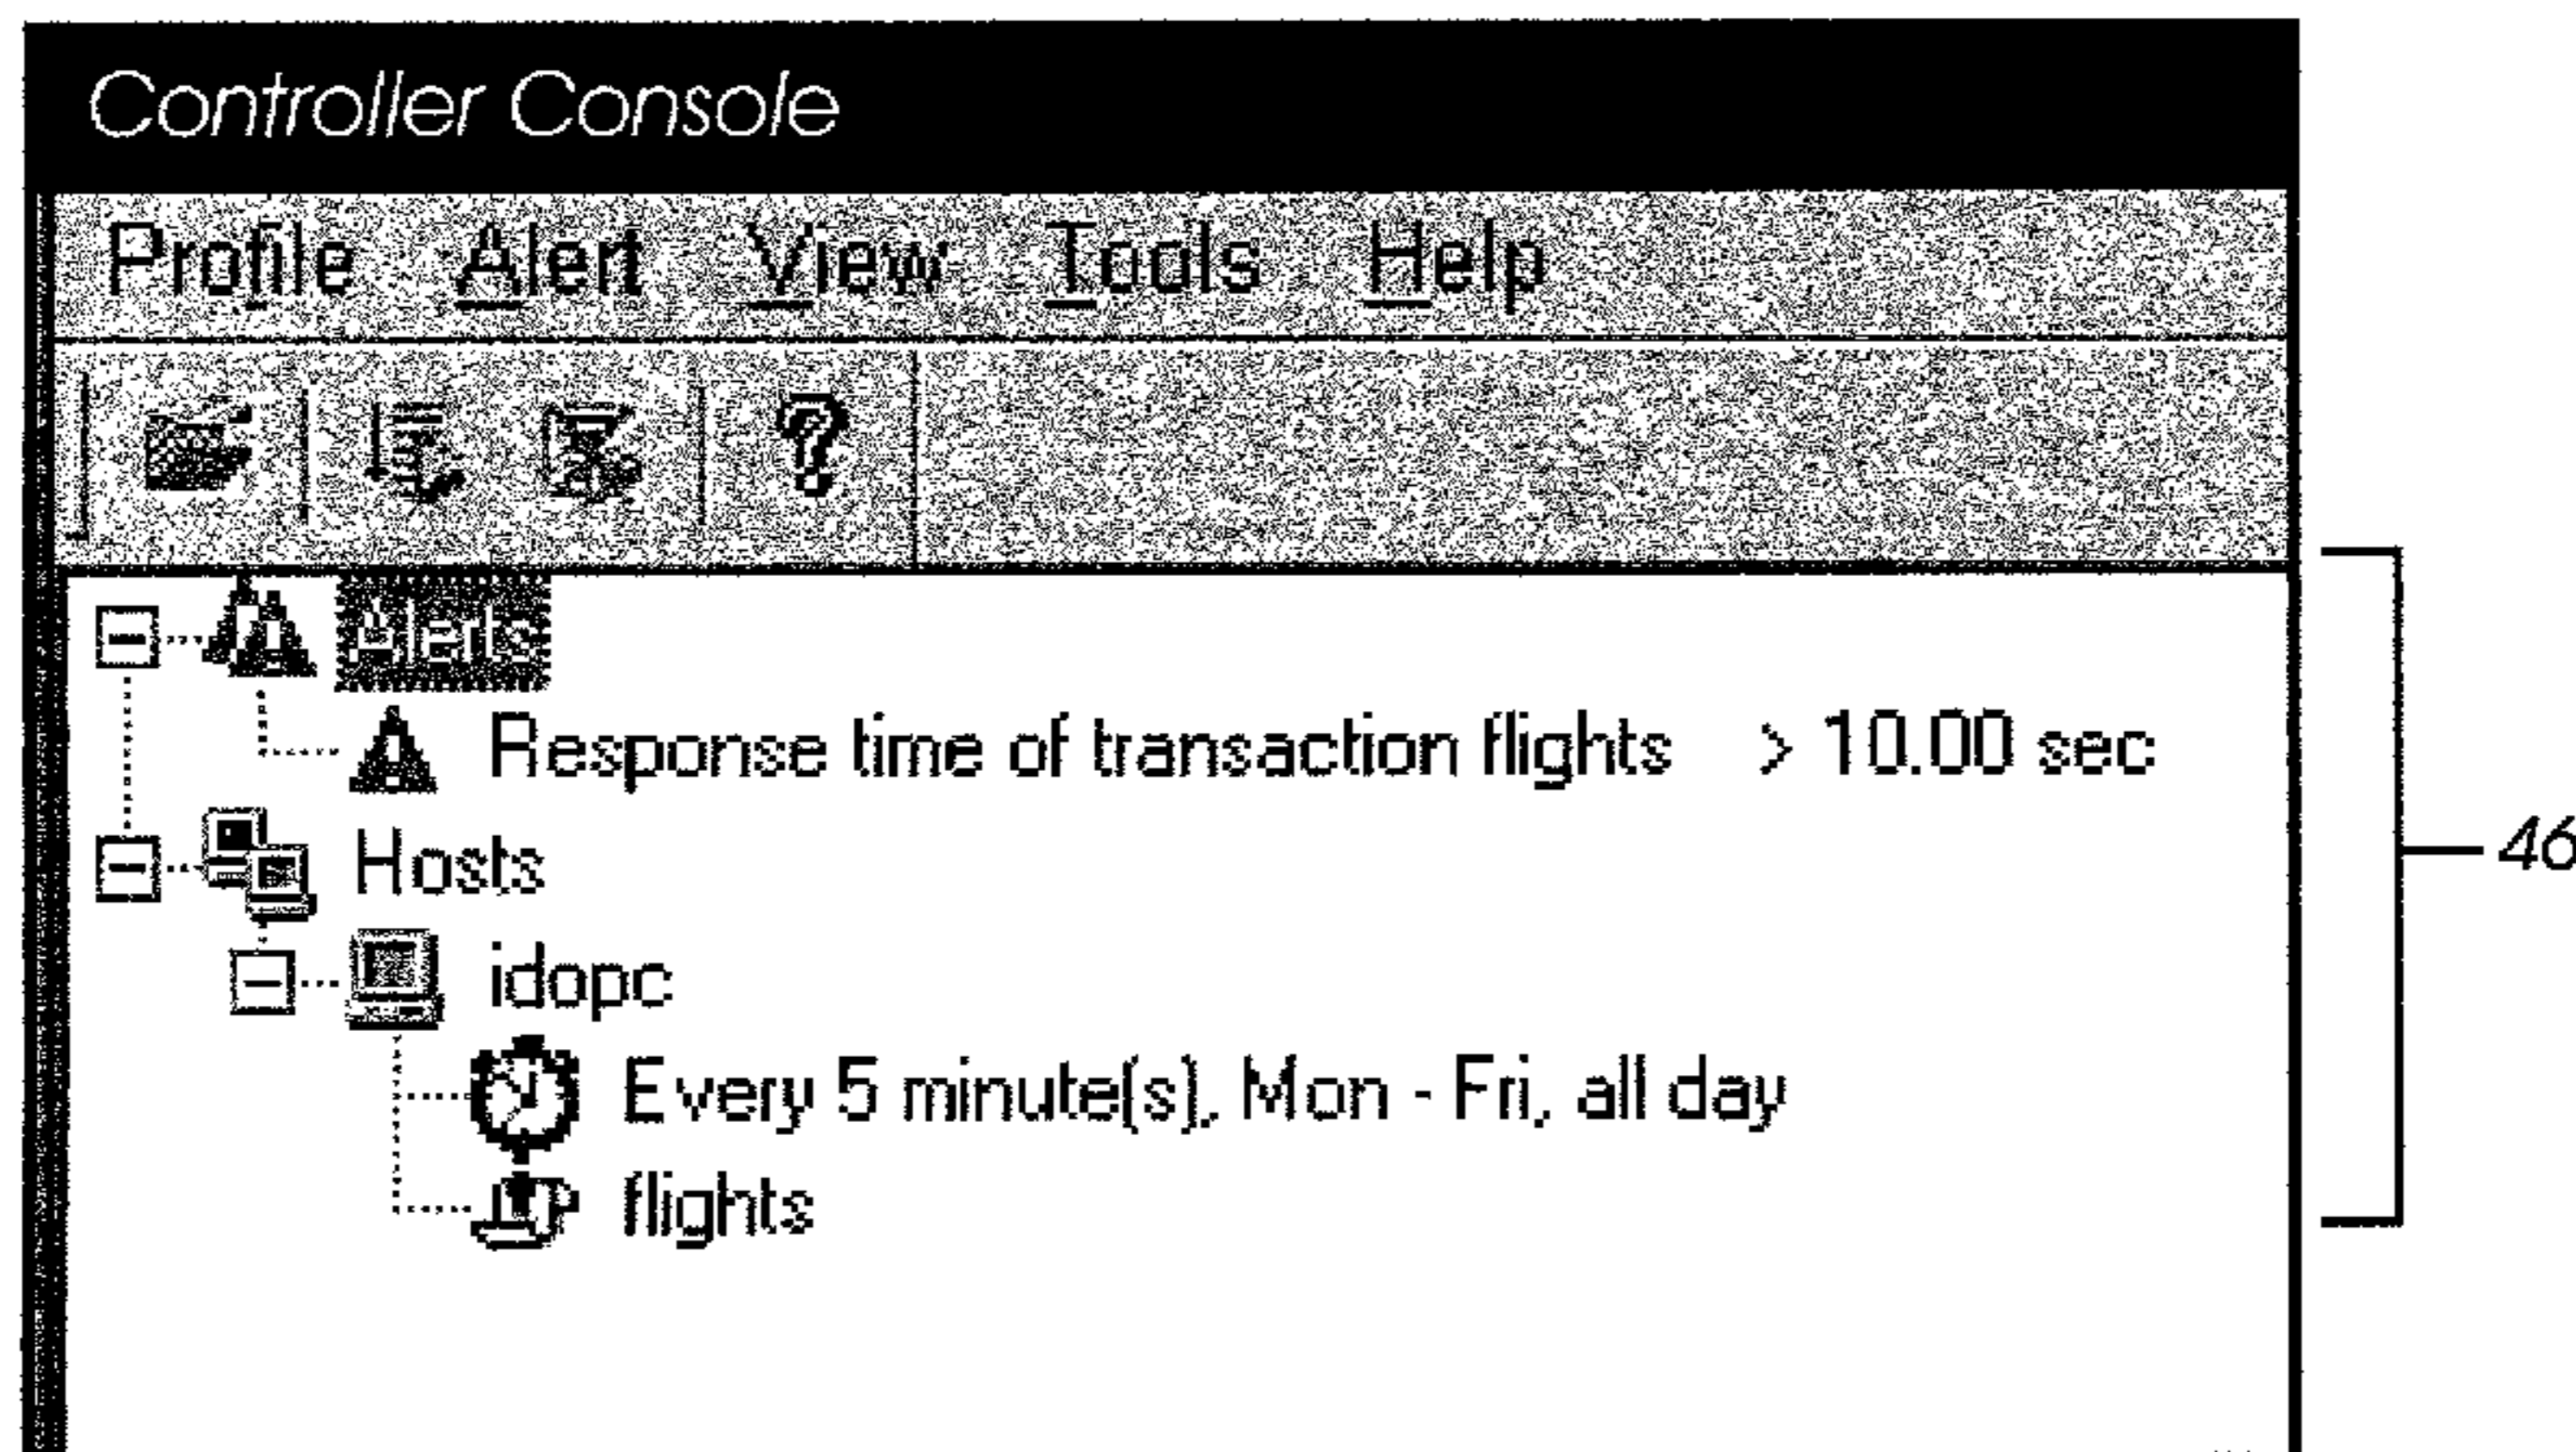 Controller Console
Profile Alert View Tools Help
?
Alerts
Response time of transaction flights > 10.00 sec
Hosts
46
idopc
Every 5 minute(s), Mon - Fri, all day
flights